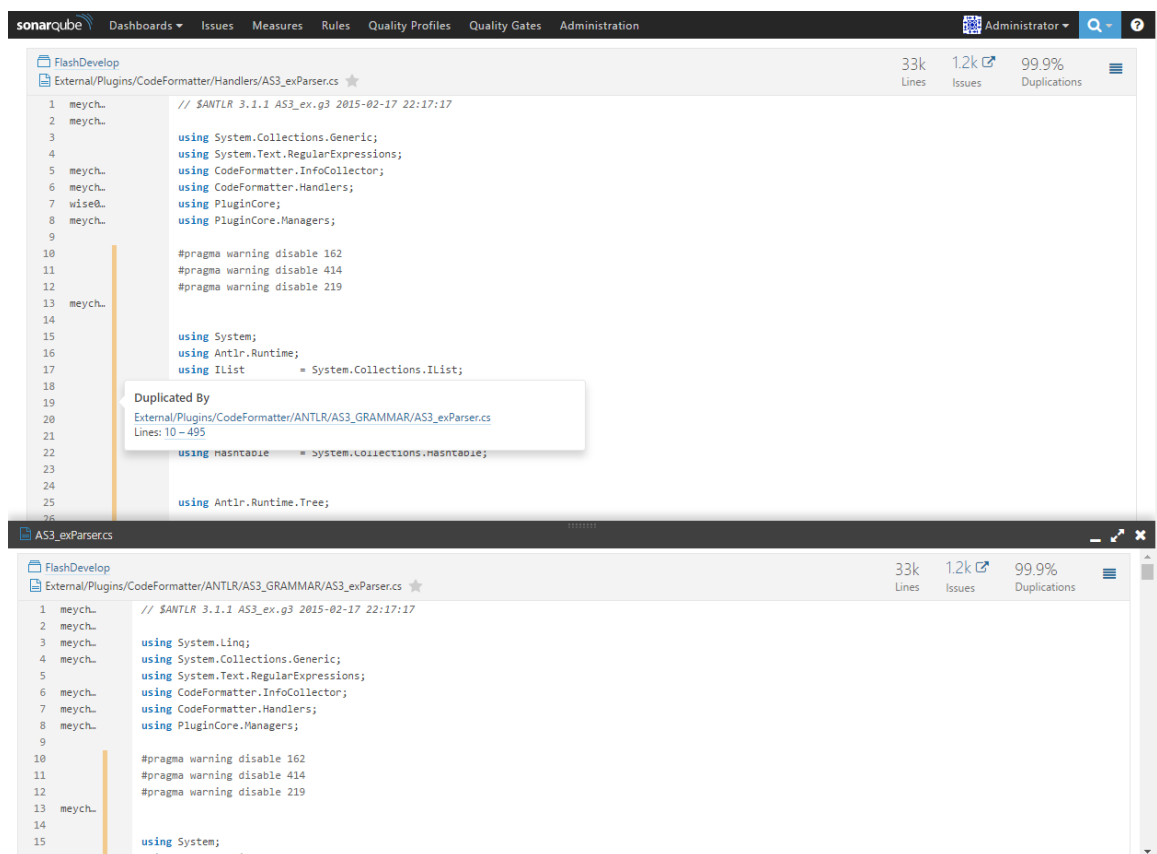 sonarqube Dashboards Issues Measures Rules Quality Profiles Quality Gates Administration Administrator ?
FlashDevelop
External/Plugins/CodeFormatter/Handlers/AS3_exParser.cs
33k 1.2k 99.9%
Lines Issues Duplications
1 meych… // $ANTLR 3.1.1 AS3_ex.g3 2015-02-17 22:17:17
2 meych…
3 using System.Collections.Generic;
4 using System.Text.RegularExpressions;
5 meych… using CodeFormatter.InfoCollector;
6 meych… using CodeFormatter.Handlers;
7 wise0… using PluginCore;
8 meych… using PluginCore.Managers;
9
10 #pragma warning disable 162
11 #pragma warning disable 414
12 #pragma warning disable 219
13 meych…
14
15 using System;
16 using Antlr.Runtime;
17 using IList = System.Collections.IList;
18
19 Duplicated By
20 External/Plugins/CodeFormatter/ANTLR/AS3_GRAMMAR/AS3_exParser.cs
21 Lines: 10 – 495
22 using Hashtable = System.Collections.Hashtable;
23
24
25 using Antlr.Runtime.Tree;
26
AS3_exParser.cs
FlashDevelop
External/Plugins/CodeFormatter/ANTLR/AS3_GRAMMAR/AS3_exParser.cs
33k 1.2k 99.9%
Lines Issues Duplications
1 meych… // $ANTLR 3.1.1 AS3_ex.g3 2015-02-17 22:17:17
2 meych…
3 meych… using System.Linq;
4 meych… using System.Collections.Generic;
5 using System.Text.RegularExpressions;
6 meych… using CodeFormatter.InfoCollector;
7 meych… using CodeFormatter.Handlers;
8 meych… using PluginCore.Managers;
9
10 #pragma warning disable 162
11 #pragma warning disable 414
12 #pragma warning disable 219
13 meych…
14
15 using System;